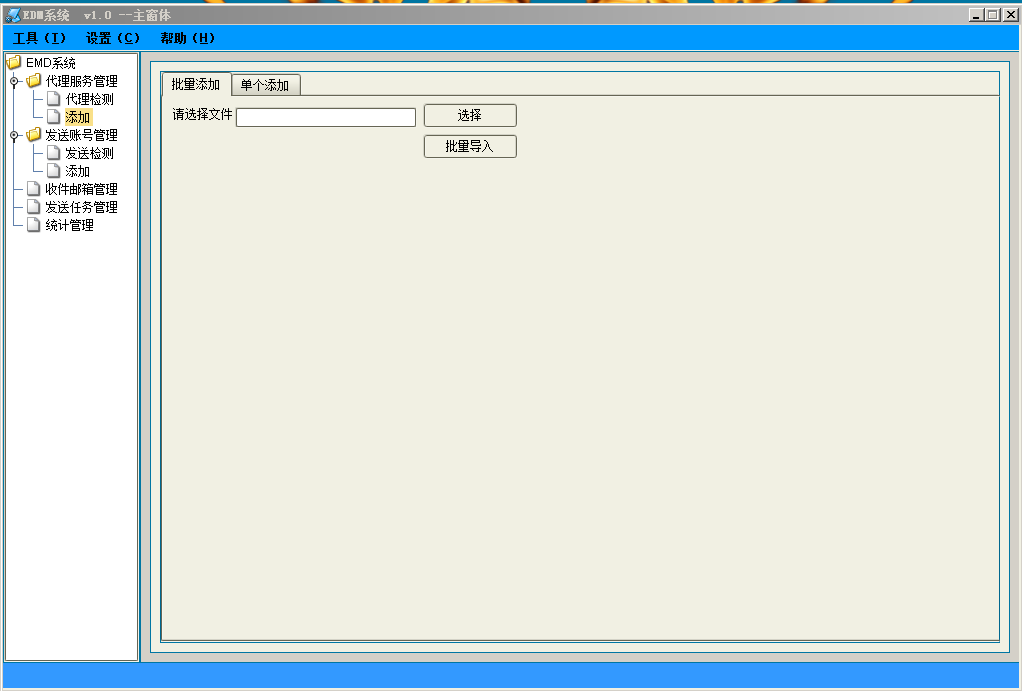 EDM系统 v1.0 --主窗体
工具(T) 设置(C) 帮助(H)
EMD系统
代理服务管理
代理检测
添加
发送账号管理
发送检测
添加
收件邮箱管理
发送任务管理
统计管理
批量添加 单个添加
请选择文件 选择
批量导入